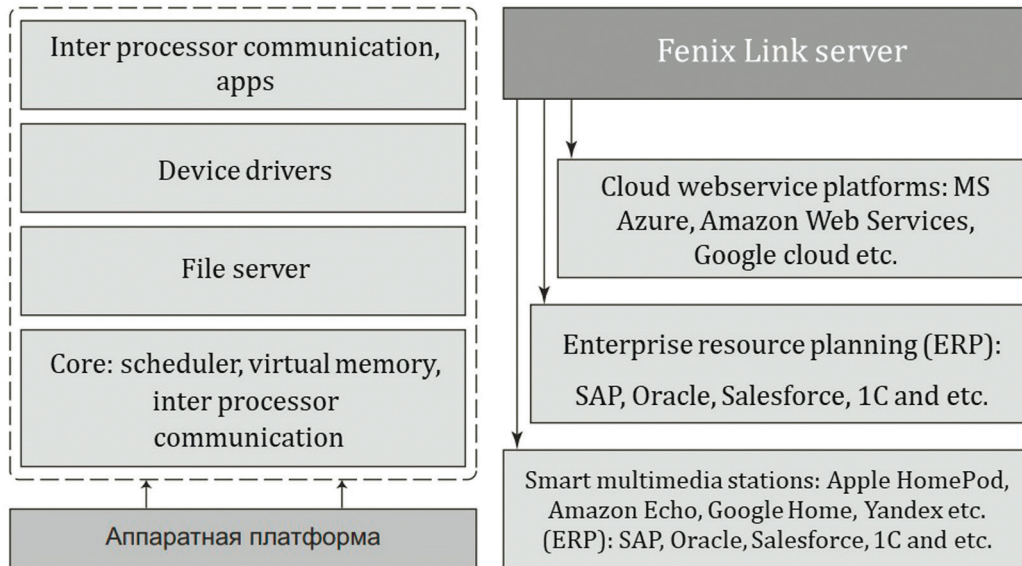 Inter processor communication,
apps
Device drivers
File server
Core: scheduler, virtual memory,
inter processor
communication
Аппаратная платформа
Fenix Link server
Cloud webservice platforms: MS
Azure, Amazon Web Services,
Google cloud etc.
Enterprise resource planning (ERP):
SAP, Oracle, Salesforce, 1C and etc.
Smart multimedia stations: Apple HomePod,
Amazon Echo, Google Home, Yandex etc.
(ERP): SAP, Oracle, Salesforce, 1C and etc.